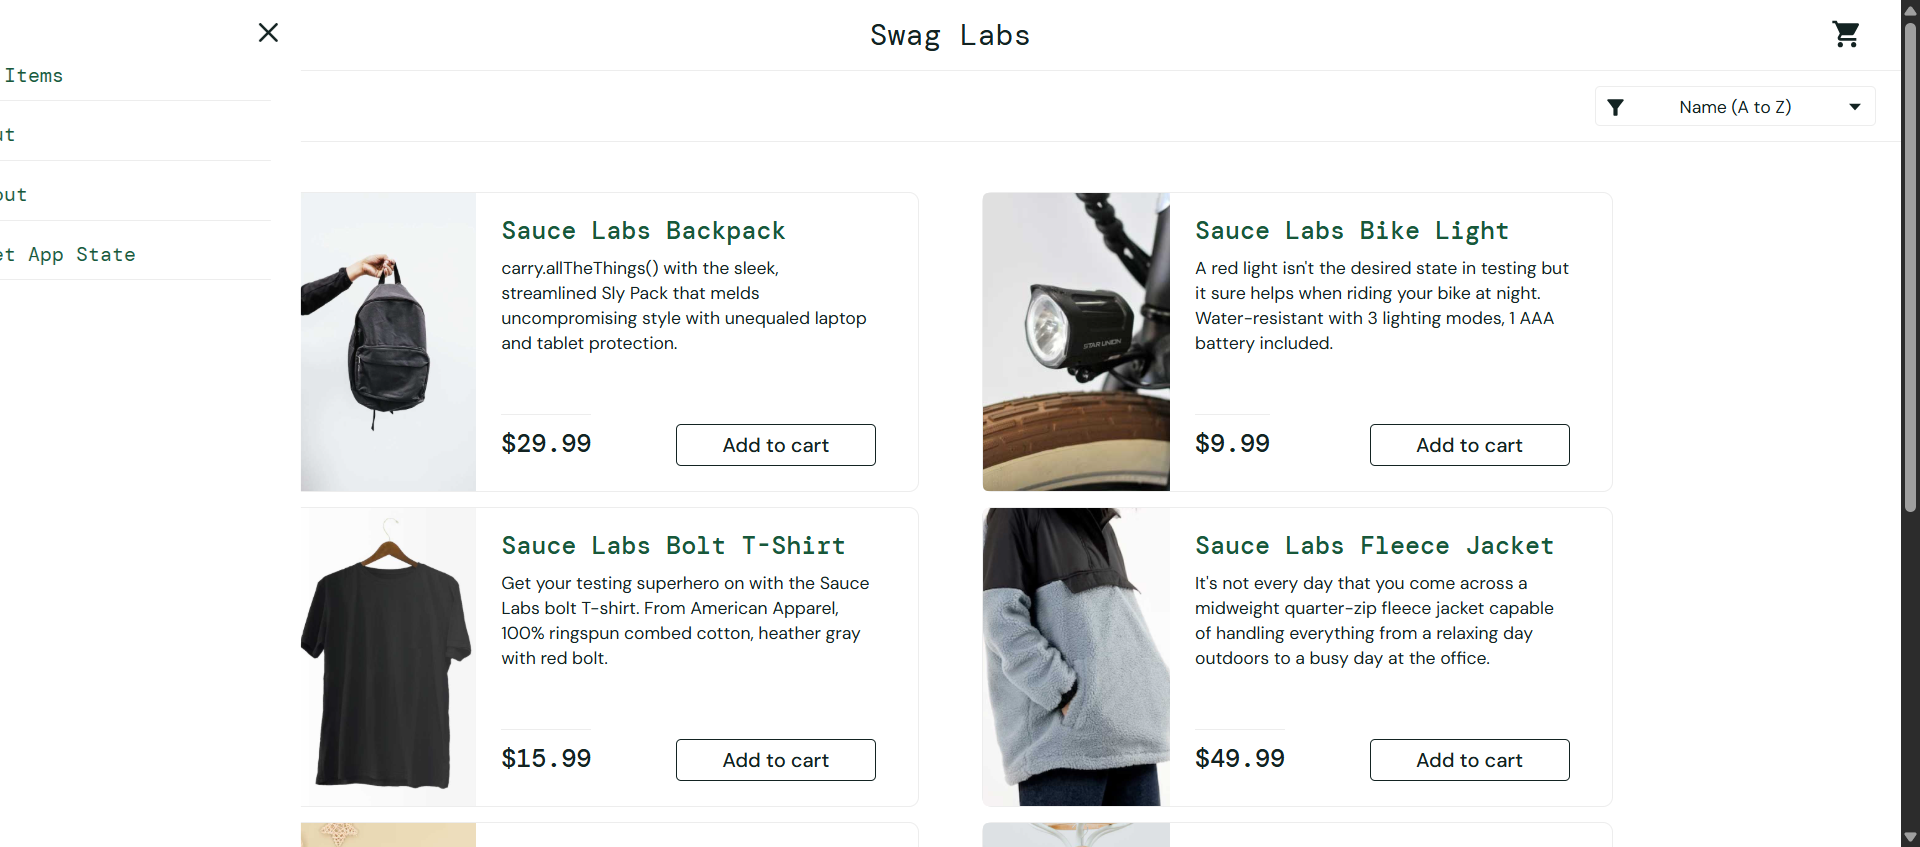 Items
ut
out
et App State
Swag Labs
Name (A to Z)
Sauce Labs Backpack
carry.allTheThings() with the sleek,
streamlined Sly Pack that melds
uncompromising style with unequaled laptop
and tablet protection.
$29.99
Add to cart
Sauce Labs Bike Light
A red light isn't the desired state in testing but
it sure helps when riding your bike at night.
Water-resistant with 3 lighting modes, 1 AAA
battery included.
$9.99
Add to cart
STAR UNION
Sauce Labs Bolt T-Shirt
Get your testing superhero on with the Sauce
Labs bolt T-shirt. From American Apparel,
100% ringspun combed cotton, heather gray
with red bolt.
$15.99
Add to cart
Sauce Labs Fleece Jacket
It's not every day that you come across a
midweight quarter-zip fleece jacket capable
of handling everything from a relaxing day
outdoors to a busy day at the office.
$49.99
Add to cart